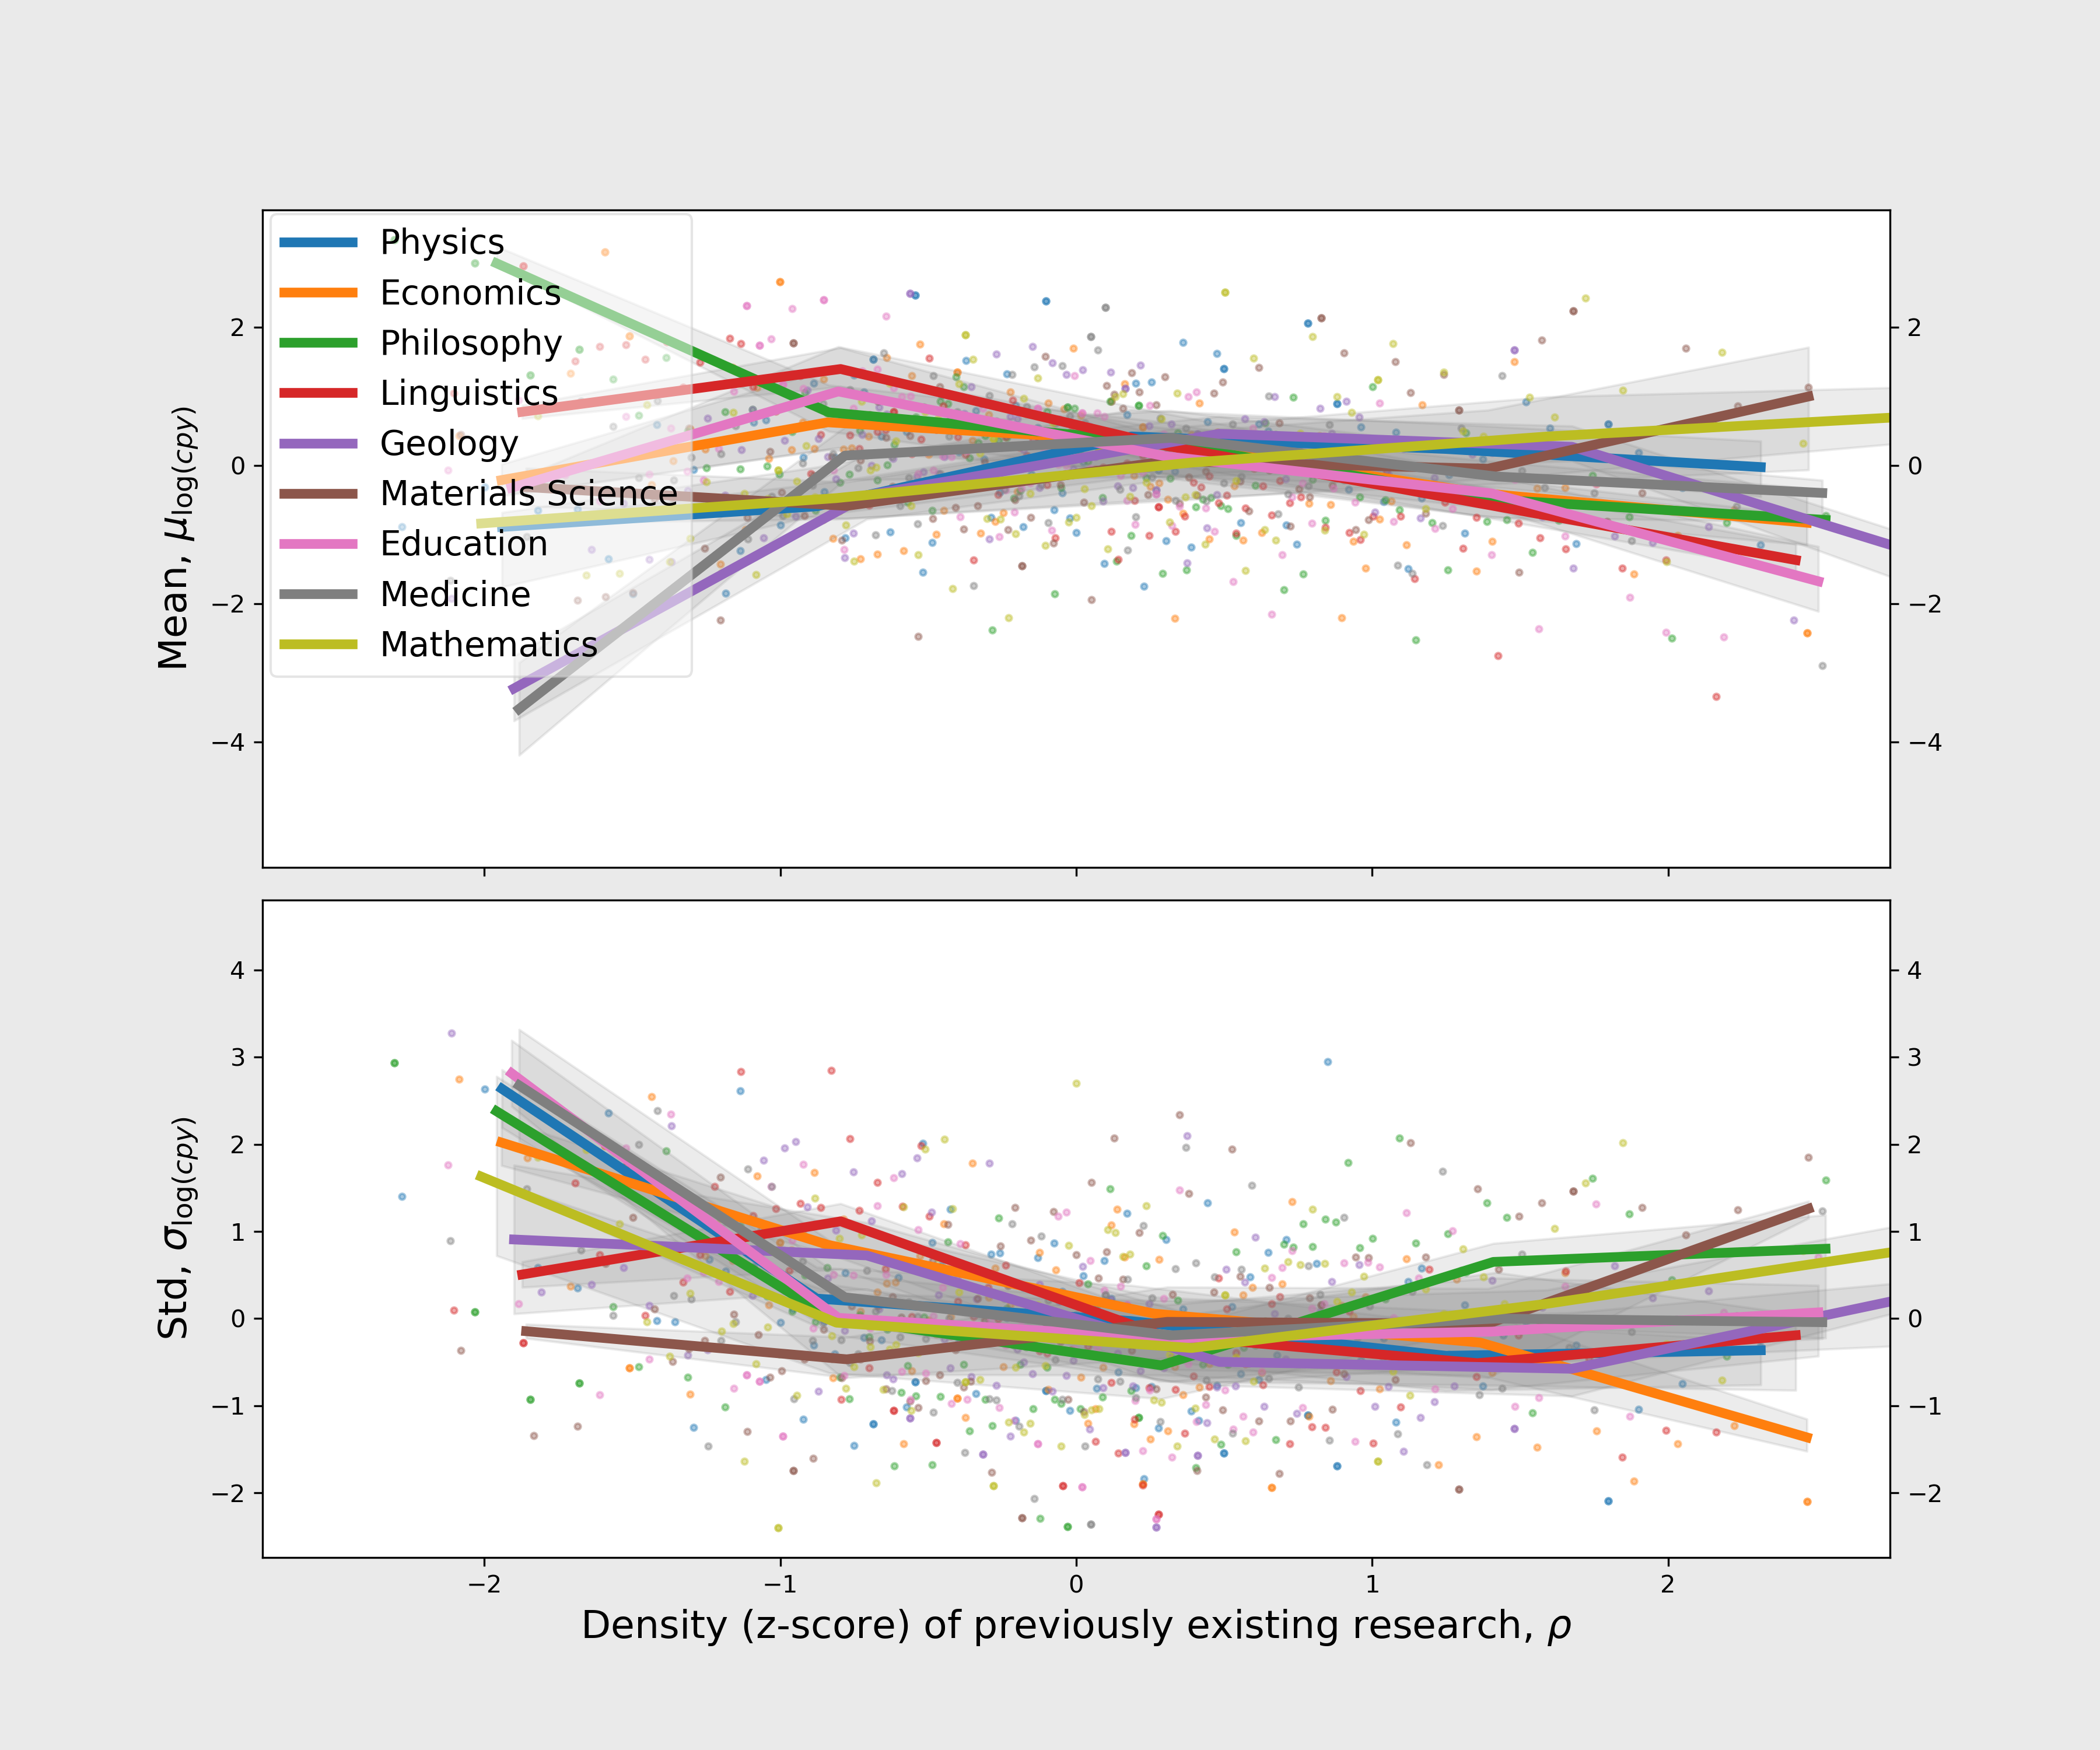 Physics
Economics
Philosophy
Linguistics
Geology
Materials Science
Education
Medicine
Mathematics
Mean, μlog(cpy)
2
0
−2
−4
2
0
−2
−4
Std, σlog(cpy)
4
3
2
1
0
−1
−2
4
3
2
1
0
−1
−2
−2 −1 0 1 2
Density (z-score) of previously existing research, ρ